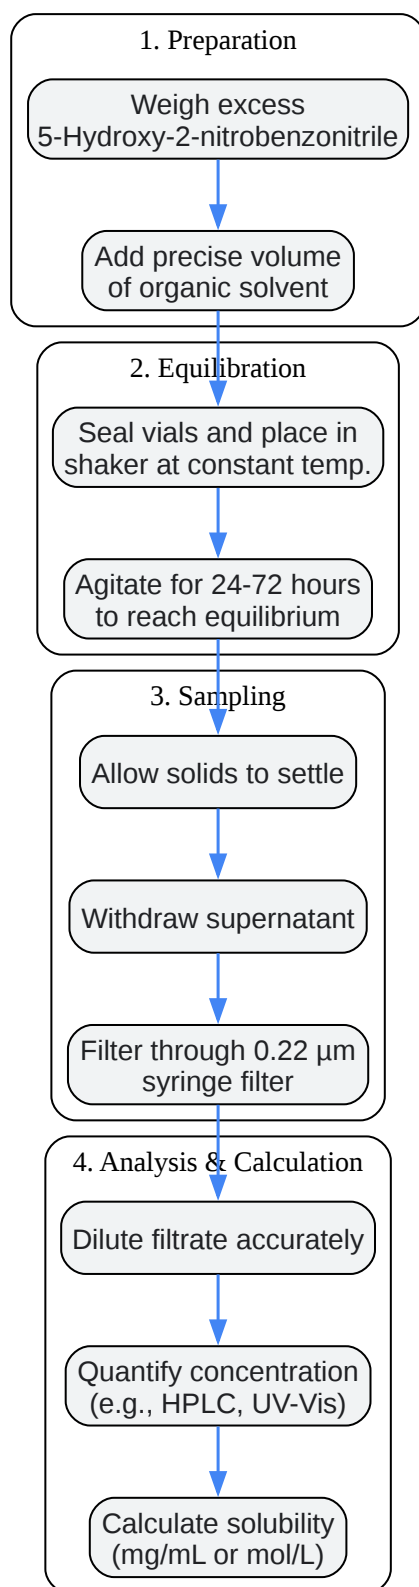 1. Preparation
Weigh excess
5-Hydroxy-2-nitrobenzonitrile
Add precise volume
of organic solvent
2. Equilibration
Seal vials and place in
shaker at constant temp.
Agitate for 24-72 hours
to reach equilibrium
3. Sampling
Allow solids to settle
Withdraw supernatant
Filter through 0.22 µm
syringe filter
4. Analysis & Calculation
Dilute filtrate accurately
Quantify concentration
(e.g., HPLC, UV-Vis)
Calculate solubility
(mg/mL or mol/L)